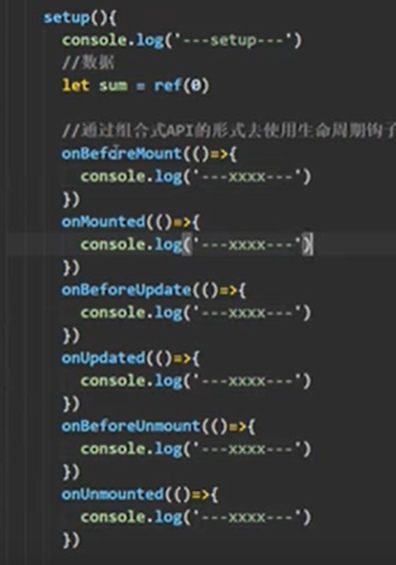 setup(){
console.log('---setup---')
//数据
let sum = ref(0)
//通过组合式API的形式去使用生命周期钩子
onBeforeMount(()=>{
console.log('---xxxx---')
})
onMounted(()=>{
console.log('---xxxx---')
})
onBeforeUpdate(()=>{
console.log('---xxxx---')
})
onUpdated(()=>{
console.log('---xxxx---')
})
onBeforeUnmount(()=>{
console.log('---xxxx---')
})
onUnmounted(()=>{
console.log('---xxxx---')
})